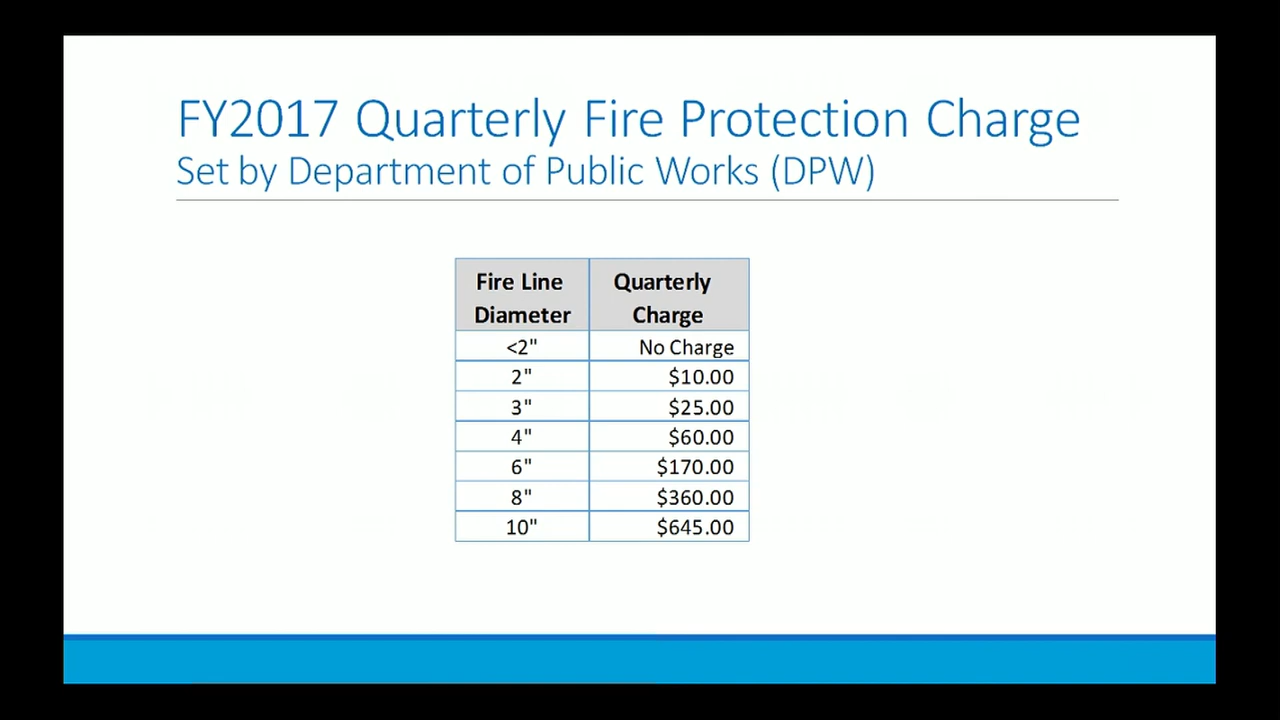 FY2017 Quarterly Fire Protection Charge
Set by Department of Public Works (DPW)
Fire Line Diameter Quarterly Charge
<2" No Charge
2" $10.00
3" $25.00
4" $60.00
6" $170.00
8" $360.00
10" $645.00